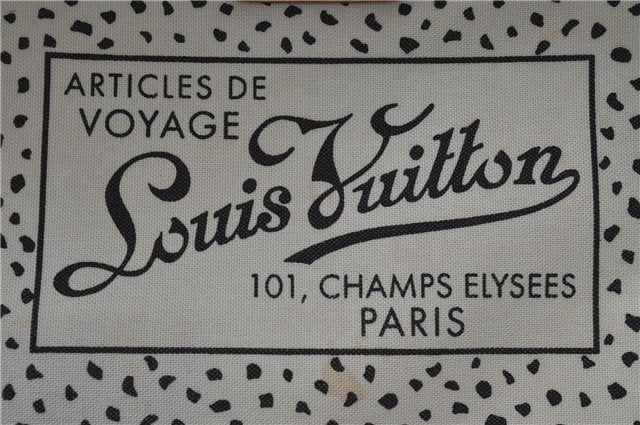 ARTICLES DE
VOYAGE
Louis Vuitton
101, CHAMPS ELYSEES
PARIS